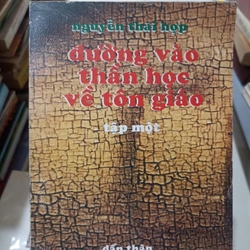 nguyễn thái hợp
đường vào
thần học
về tôn giáo
tập một
dấn thân